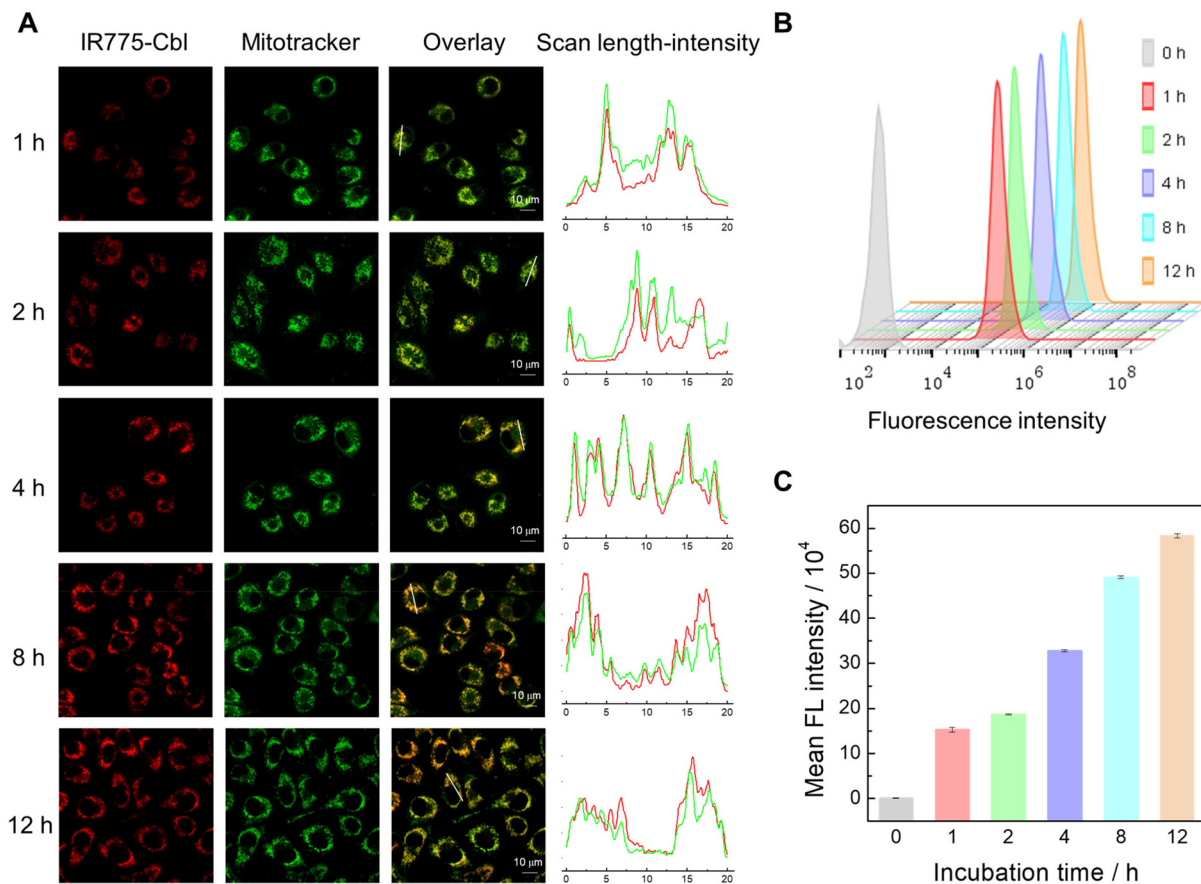 A
IR775-Cbl
Mitotracker
Overlay
Scan length-intensity
1 h
10 μm
0 5 10 15 20
2 h
10 μm
0 5 10 15 20
4 h
10 μm
0 5 10 15 20
8 h
10 μm
0 5 10 15 20
12 h
10 μm
0 5 10 15 20
B
0 h
1 h
2 h
4 h
8 h
12 h
10² 10⁴ 10⁶ 10⁸
Fluorescence intensity
C
Mean FL intensity / 10⁴
60
50
40
30
20
10
0
0 1 2 4 8 12
Incubation time / h